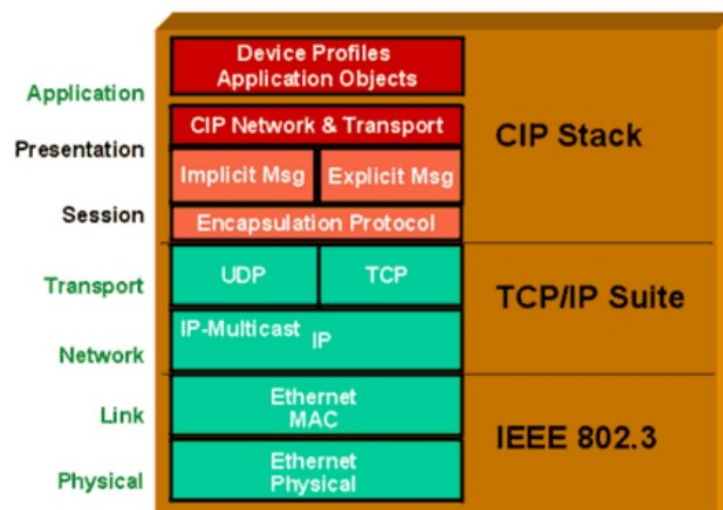 Device Profiles
Application Objects
Application
CIP Network & Transport
CIP Stack
Presentation
Implicit Msg
Explicit Msg
Session
Encapsulation Protocol
Transport
UDP
TCP
TCP/IP Suite
IP-Multicast
IP
Network
Link
Ethernet
MAC
IEEE 802.3
Physical
Ethernet
Physical